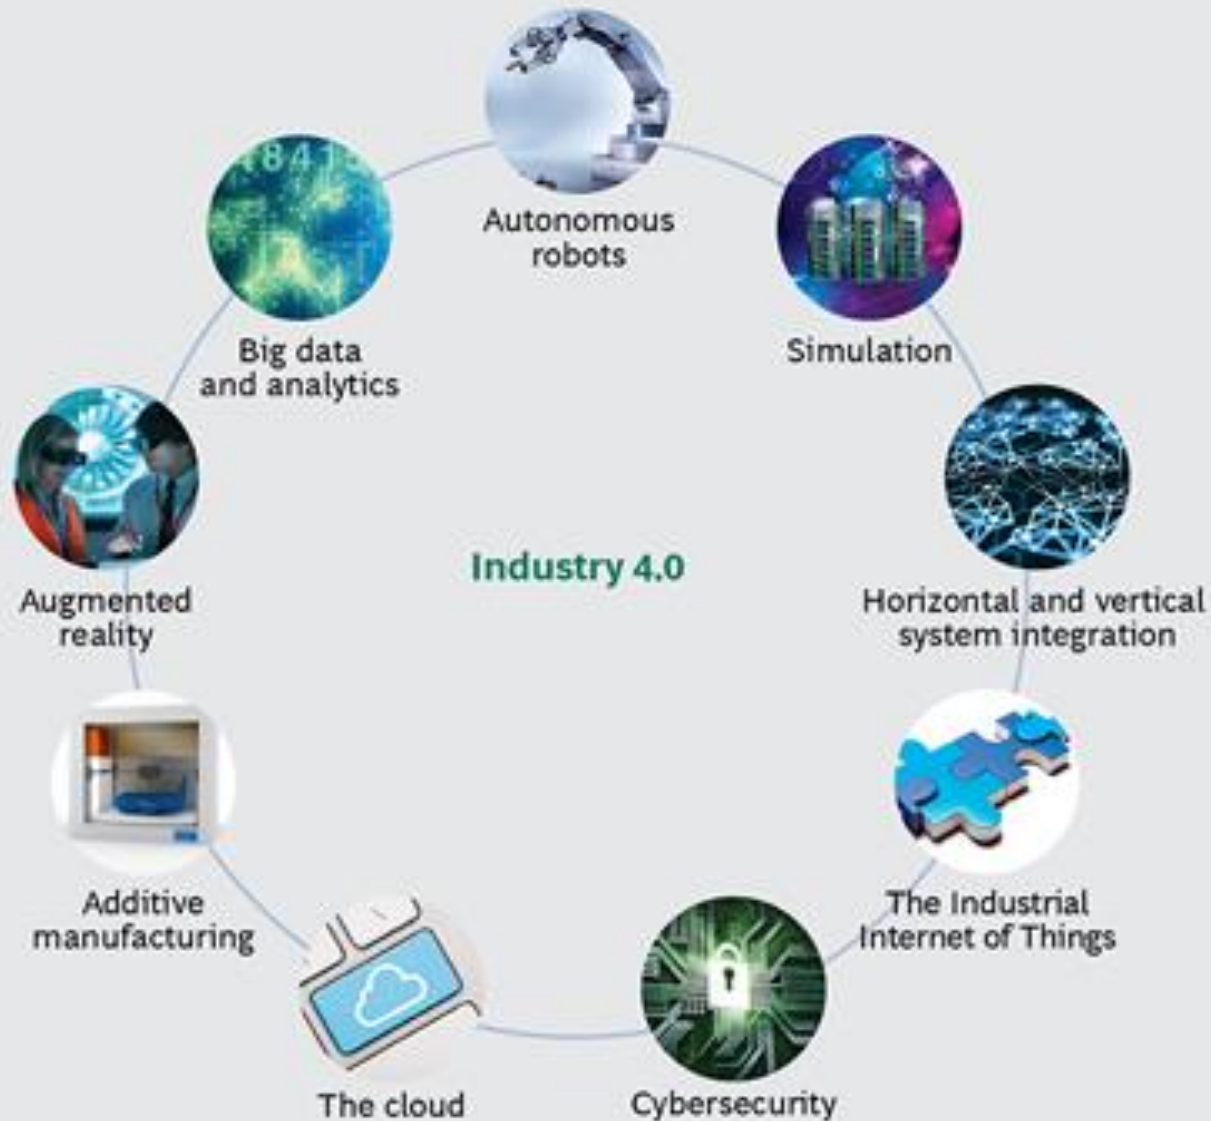 Autonomous
robots
Simulation
Horizontal and vertical
system integration
The Industrial
Internet of Things
Cybersecurity
The cloud
Additive
manufacturing
Augmented
reality
Big data
and analytics
Industry 4.0